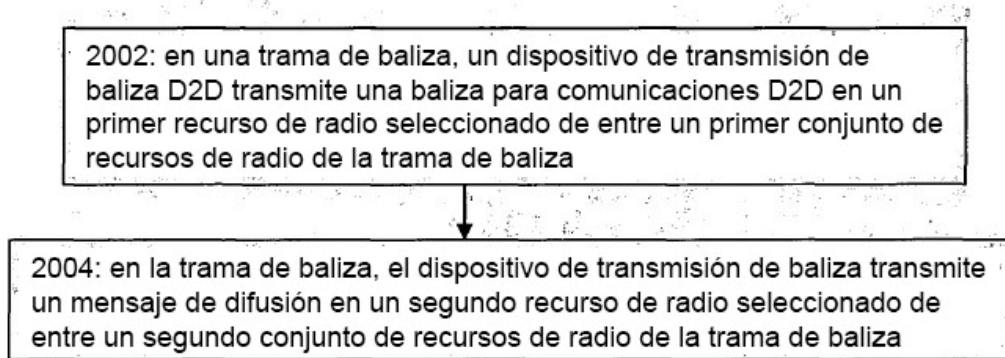 2002: en una trama de baliza, un dispositivo de transmisión de
baliza D2D transmite una baliza para comunicaciones D2D en un
primer recurso de radio seleccionado de entre un primer conjunto de
recursos de radio de la trama de baliza
2004: en la trama de baliza, el dispositivo de transmisión de baliza transmite
un mensaje de difusión en un segundo recurso de radio seleccionado de
entre un segundo conjunto de recursos de radio de la trama de baliza